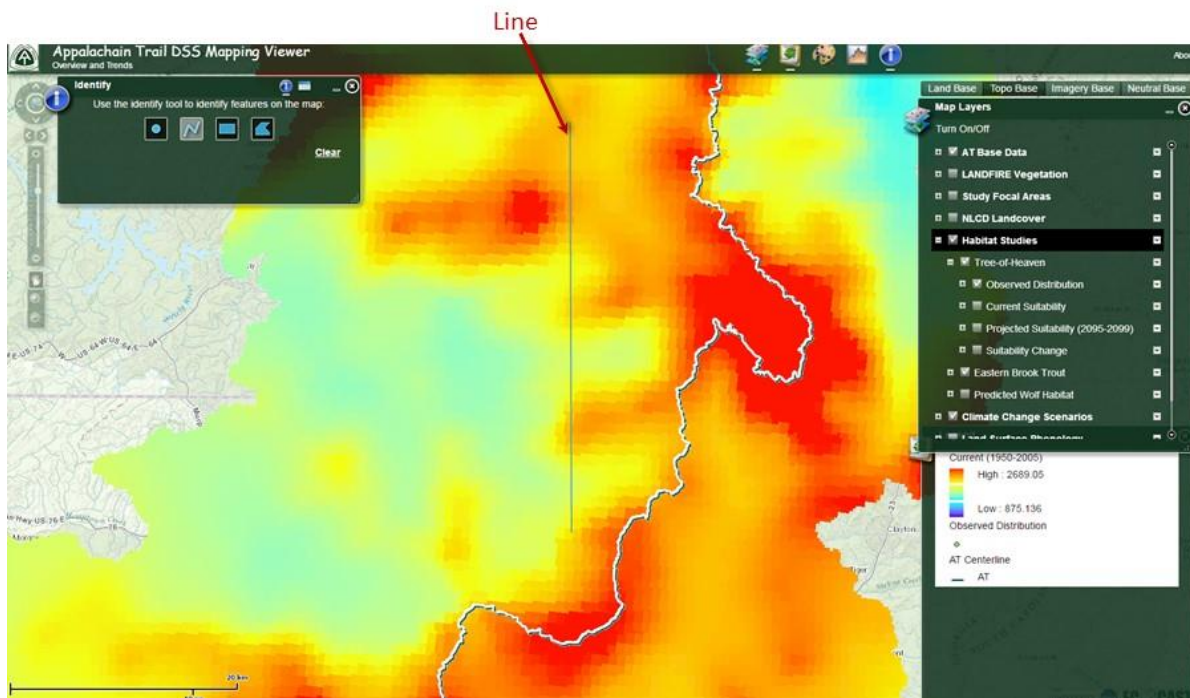 Line
Appalachain Trail DSS Mapping Viewer
Overview and Trends
Identify
Use the identify tool to identify features on the map:
Clear
Land Base Topo Base Imagery Base Neutral Base
Map Layers
Turn On/Off
AT Base Data
LANDFIRE Vegetation
Study Focal Areas
NLCD Landcover
Habitat Studies
Tree-of-Heaven
Observed Distribution
Current Suitability
Projected Suitability (2095-2099)
Suitability Change
Eastern Brook Trout
Predicted Wolf Habitat
Climate Change Scenarios
Land Surface Phenology
Current (1950-2005)
High : 2689.05
Low : 875.136
Observed Distribution
AT Centerline
AT
Clayton
Tiger
20 km